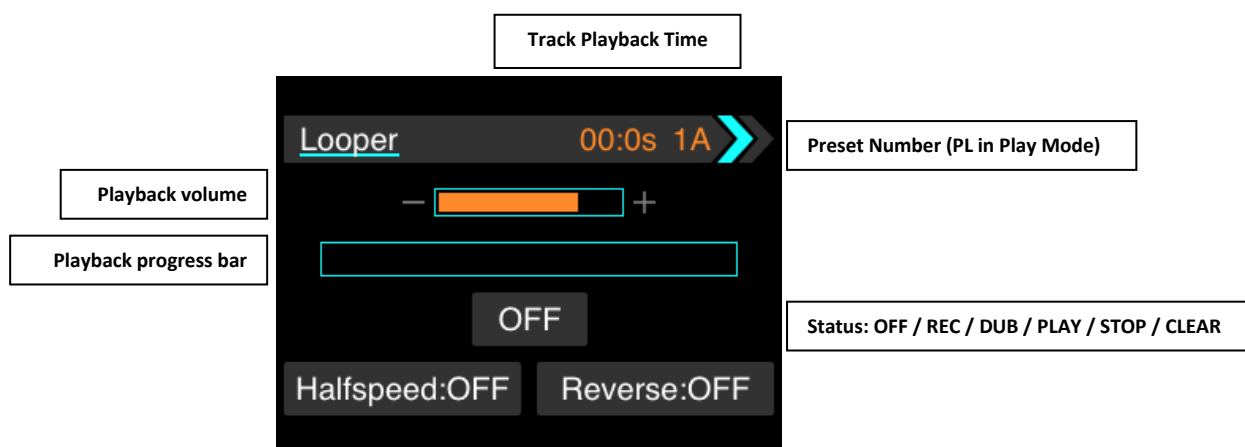 Track Playback Time
Looper 00:0s 1A
Preset Number (PL in Play Mode)
Playback volume
− +
Playback progress bar
OFF
Status: OFF / REC / DUB / PLAY / STOP / CLEAR
Halfspeed:OFF Reverse:OFF